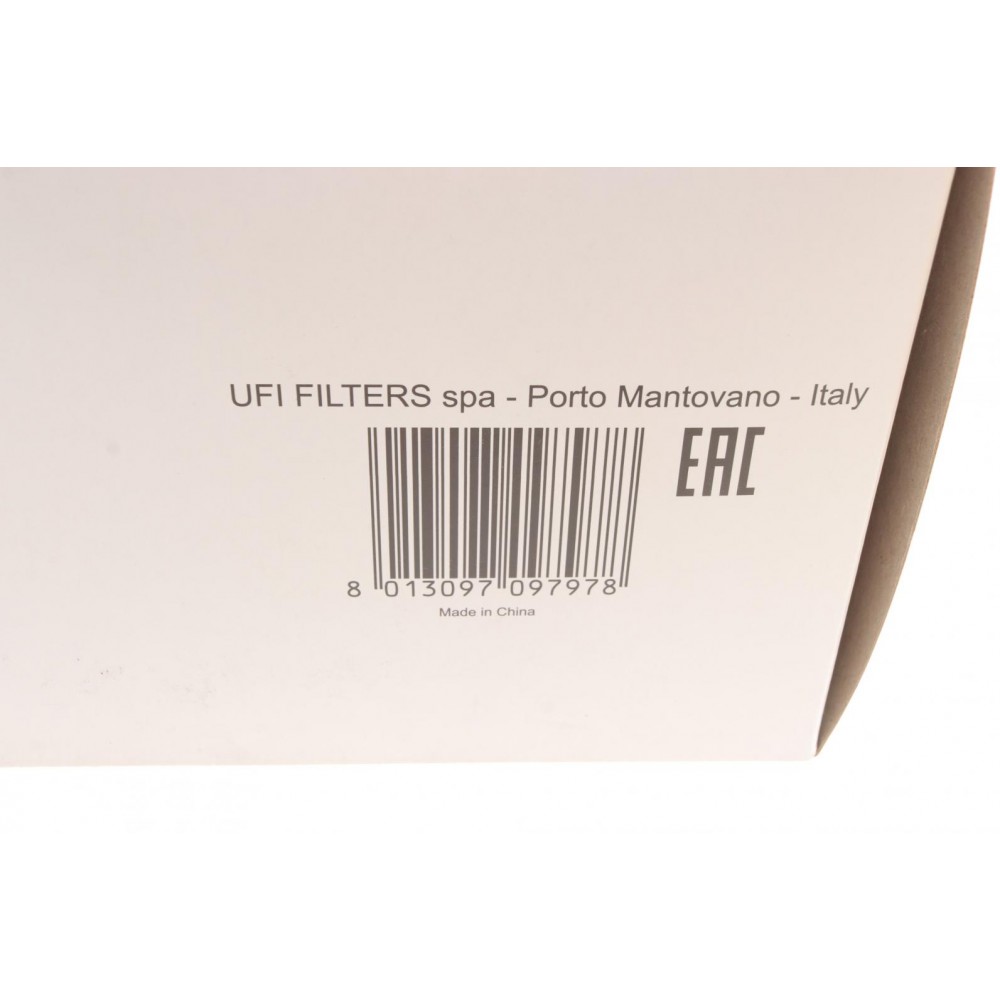 UFI FILTERS spa - Porto Mantovano - Italy
EAC
8 013097 097978
Made in China